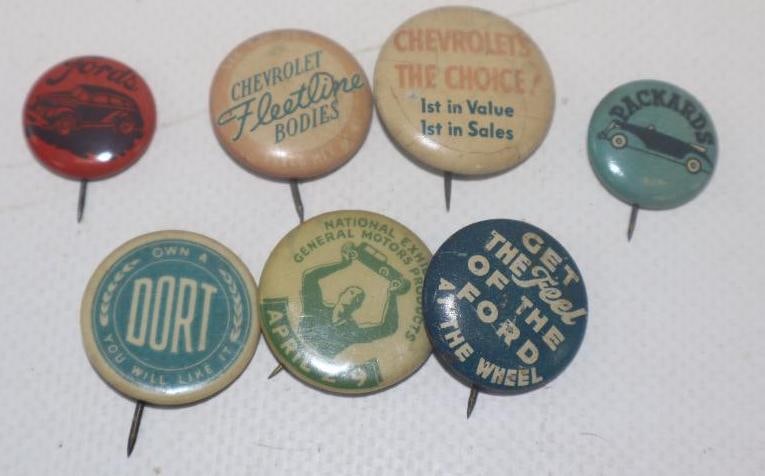 Fords
CHEVROLET
Fleetline
BODIES
CHEVROLET'S
THE CHOICE!
1st in Value
1st in Sales
PACKARDS
OWN A
DORT
YOU WILL LIKE IT
NATIONAL
GENERAL MOTORS PRODUCTS
APRIL
GET
THE Feel
OF THE
FORD
AT THE WHEEL